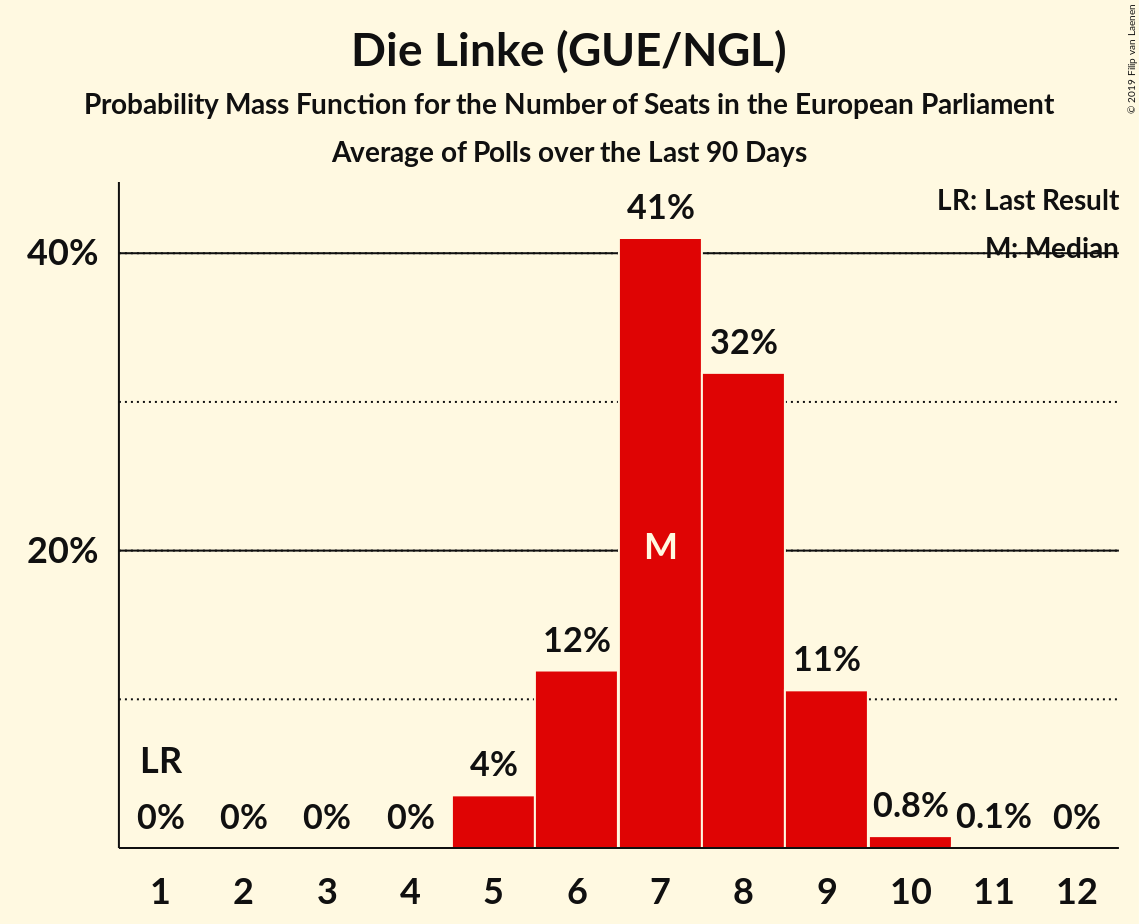 Die Linke (GUE/NGL)
Probability Mass Function for the Number of Seats in the European Parliament
Average of Polls over the Last 90 Days
© 2019 Filip van Laenen
LR: Last Result
M: Median
40%
20%
41%
32%
M
12%
11%
4%
LR
0%
0%
0%
0%
0.8%
0.1%
0%
1 2 3 4 5 6 7 8 9 10 11 12